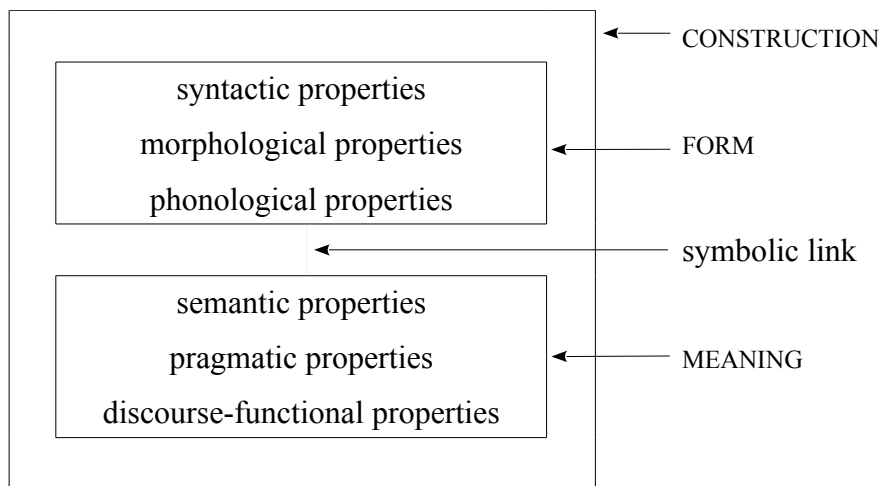 CONSTRUCTION
syntactic properties
morphological properties
FORM
phonological properties
symbolic link
semantic properties
pragmatic properties
MEANING
discourse-functional properties